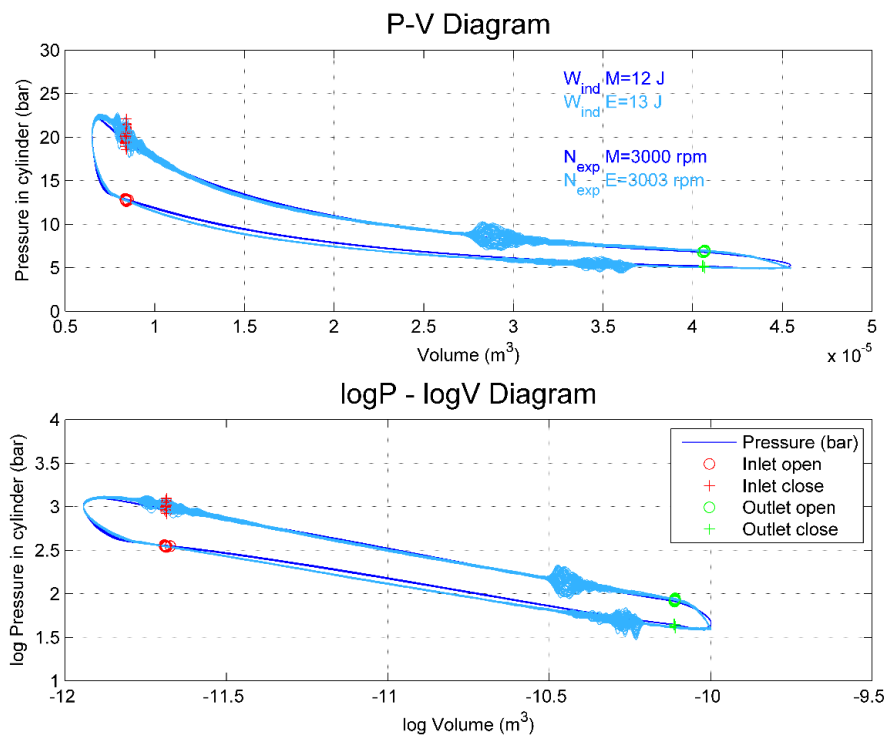 P-V Diagram
30
25
20
15
10
5
0
Pressure in cylinder (bar)
W_ind M=12 J
W_ind E=13 J
N_exp M=3000 rpm
N_exp E=3003 rpm
0.5 1 1.5 2 2.5 3 3.5 4 4.5 5
Volume (m³)
x 10⁻⁵
logP - logV Diagram
4
3.5
3
2.5
2
1.5
1
log Pressure in cylinder (bar)
Pressure (bar)
Inlet open
Inlet close
Outlet open
Outlet close
-12 -11.5 -11 -10.5 -10 -9.5
log Volume (m³)